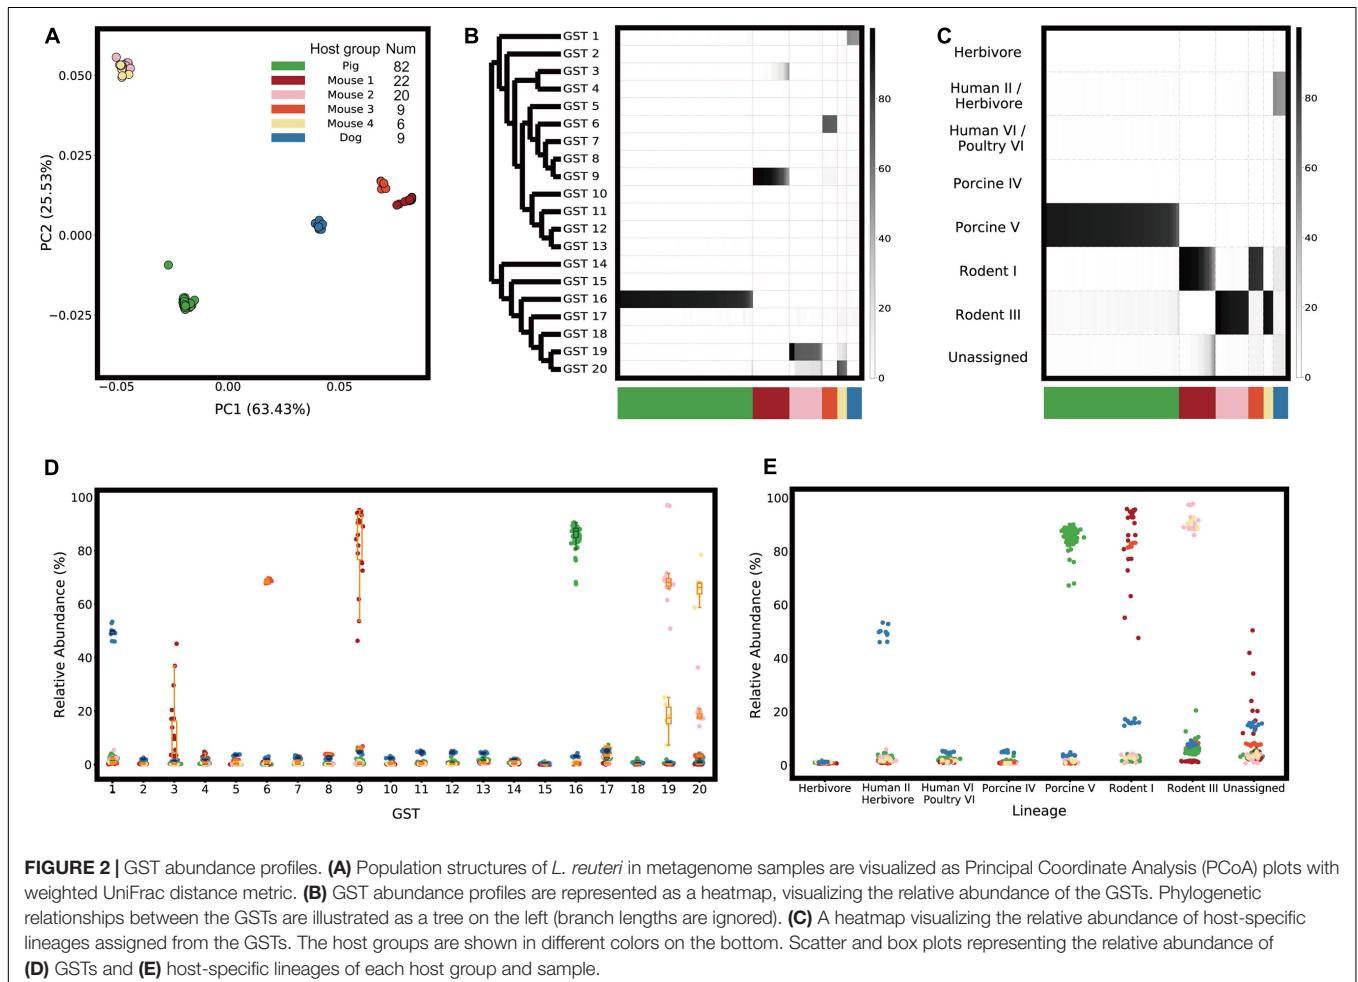 A
Host group Num
Pig 82
Mouse 1 22
Mouse 2 20
Mouse 3 9
Mouse 4 6
Dog 9
0.050
0.025
0.000
−0.025
PC2 (25.53%)
−0.05 0.00 0.05
PC1 (63.43%)
B
GST 1
GST 2
GST 3
GST 4
GST 5
GST 6
GST 7
GST 8
GST 9
GST 10
GST 11
GST 12
GST 13
GST 14
GST 15
GST 16
GST 17
GST 18
GST 19
GST 20
80
60
40
20
0
C
Herbivore
Human II /
Herbivore
Human VI /
Poultry VI
Porcine IV
Porcine V
Rodent I
Rodent III
Unassigned
80
60
40
20
0
D
100
80
60
40
20
0
Relative Abundance (%)
1 2 3 4 5 6 7 8 9 10 11 12 13 14 15 16 17 18 19 20
GST
E
100
80
60
40
20
0
Relative Abundance (%)
Herbivore Human II Human VI Porcine IV Porcine V Rodent I Rodent III Unassigned
Herbivore Poultry VI
Lineage
FIGURE 2 | GST abundance profiles. (A) Population structures of L. reuteri in metagenome samples are visualized as Principal Coordinate Analysis (PCoA) plots with
weighted UniFrac distance metric. (B) GST abundance profiles are represented as a heatmap, visualizing the relative abundance of the GSTs. Phylogenetic
relationships between the GSTs are illustrated as a tree on the left (branch lengths are ignored). (C) A heatmap visualizing the relative abundance of host-specific
lineages assigned from the GSTs. The host groups are shown in different colors on the bottom. Scatter and box plots representing the relative abundance of
(D) GSTs and (E) host-specific lineages of each host group and sample.